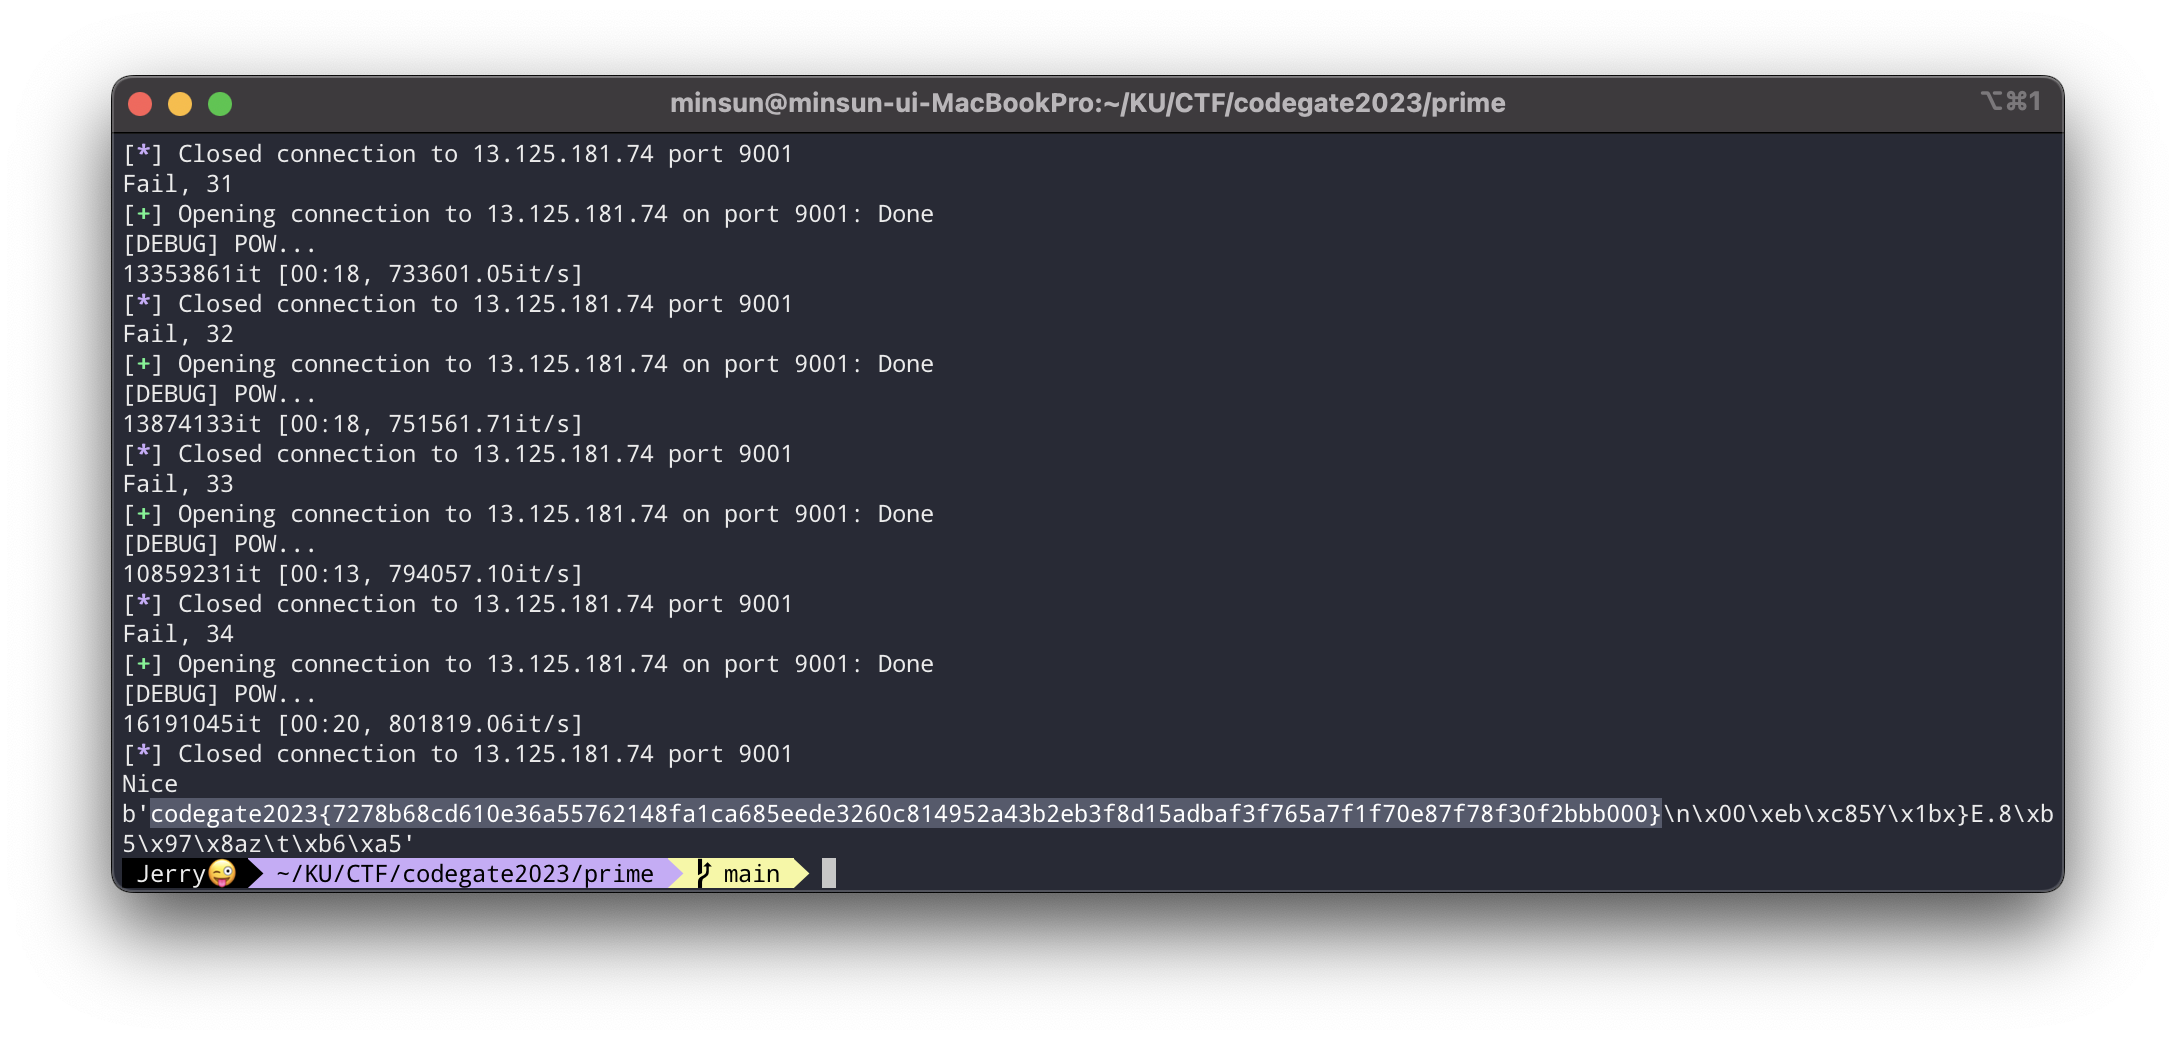 minsun@minsun-ui-MacBookPro:~/KU/CTF/codegate2023/prime
⌥⌘1
[*] Closed connection to 13.125.181.74 port 9001
Fail, 31
[+] Opening connection to 13.125.181.74 on port 9001: Done
[DEBUG] POW...
13353861it [00:18, 733601.05it/s]
[*] Closed connection to 13.125.181.74 port 9001
Fail, 32
[+] Opening connection to 13.125.181.74 on port 9001: Done
[DEBUG] POW...
13874133it [00:18, 751561.71it/s]
[*] Closed connection to 13.125.181.74 port 9001
Fail, 33
[+] Opening connection to 13.125.181.74 on port 9001: Done
[DEBUG] POW...
10859231it [00:13, 794057.10it/s]
[*] Closed connection to 13.125.181.74 port 9001
Fail, 34
[+] Opening connection to 13.125.181.74 on port 9001: Done
[DEBUG] POW...
16191045it [00:20, 801819.06it/s]
[*] Closed connection to 13.125.181.74 port 9001
Nice
b'codegate2023{7278b68cd610e36a55762148fa1ca685eede3260c814952a43b2eb3f8d15adbaf3f765a7f1f70e87f78f30f2bbb000}\n\x00\xeb\xc85Y\x1bx}E.8\xb
5\x97\x8az\t\xb6\xa5'
Jerry😜 ~/KU/CTF/codegate2023/prime main